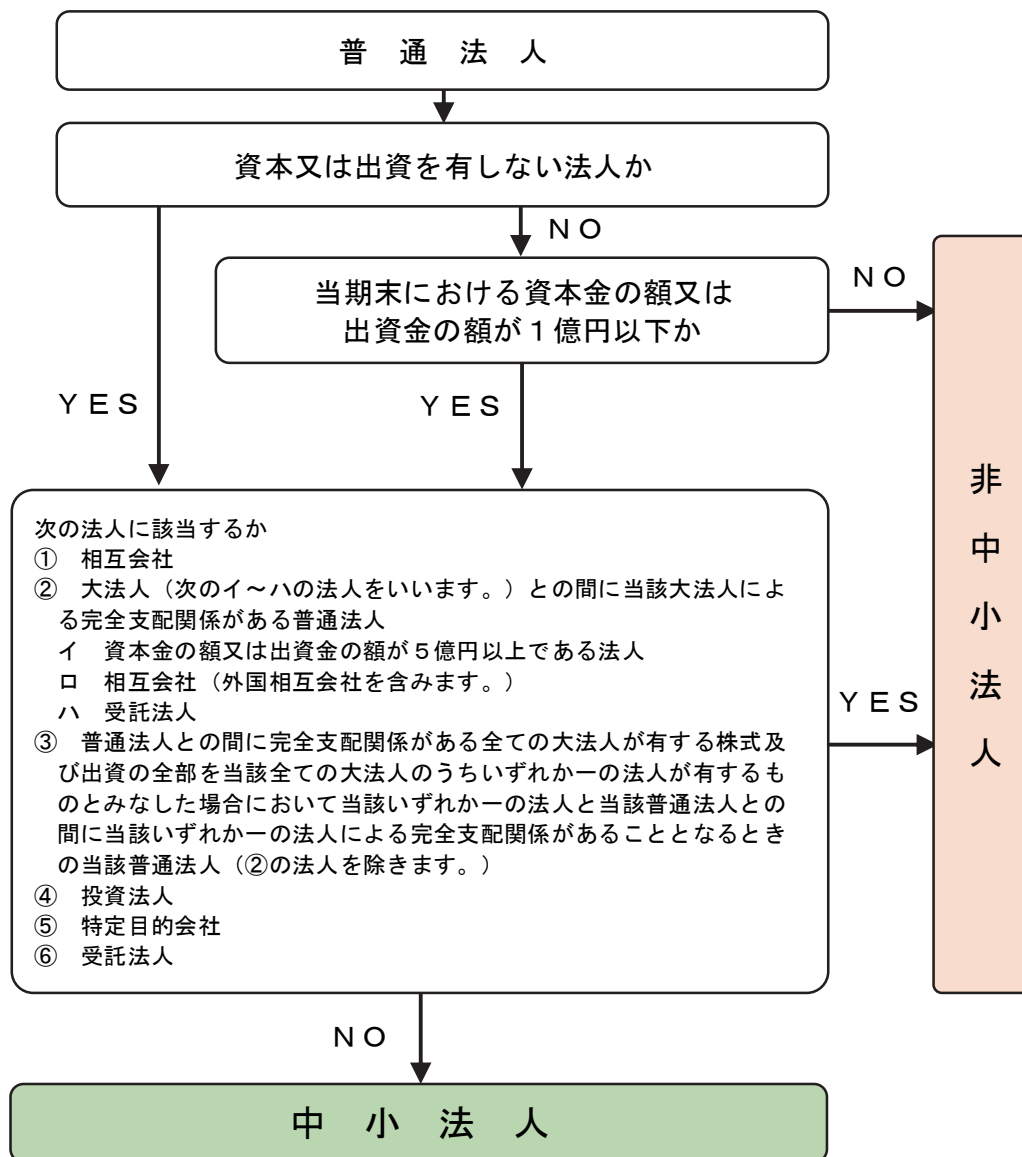 普　通　法　人
資本又は出資を有しない法人か
ＮＯ
当期末における資本金の額又は
出資金の額が１億円以下か
ＮＯ
ＹＥＳ
ＹＥＳ
次の法人に該当するか
①　相互会社
②　大法人（次のイ～ハの法人をいいます。）との間に当該大法人によ
る完全支配関係がある普通法人
イ　資本金の額又は出資金の額が５億円以上である法人
ロ　相互会社（外国相互会社を含みます。）
ハ　受託法人
③　普通法人との間に完全支配関係がある全ての大法人が有する株式及
び出資の全部を当該全ての大法人のうちいずれか一の法人が有するも
のとみなした場合において当該いずれか一の法人と当該普通法人との
間に当該いずれか一の法人による完全支配関係があることとなるとき
の当該普通法人（②の法人を除きます。）
④　投資法人
⑤　特定目的会社
⑥　受託法人
ＹＥＳ
非中小法人
ＮＯ
中　小　法　人